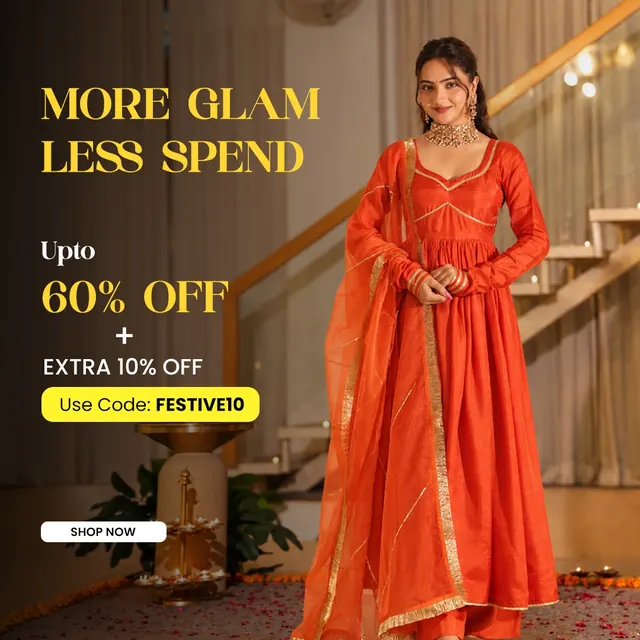 MORE GLAM
LESS SPEND
Upto
60% OFF
+
EXTRA 10% OFF
Use Code: FESTIVE10
SHOP NOW